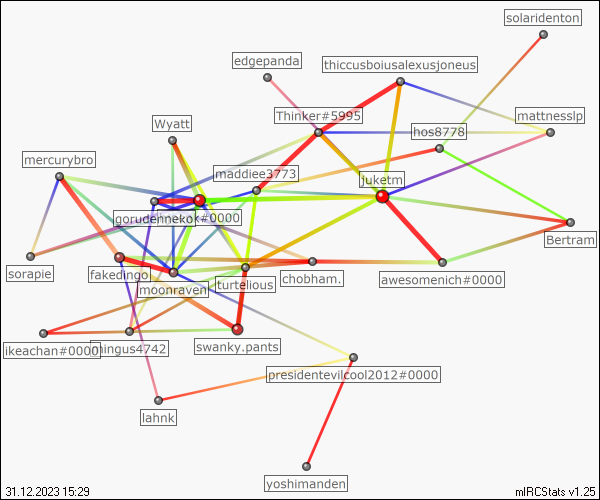 solaridenton
edgepanda
thiccusboiusalexusjoneus
Thinker#5995
mattnesslp
Wyatt
hos8778
mercurybro
maddiee3773
juketm
gorudennekok#0000
Bertram
sorapie
fakedingo
moonraven
turtelious
chobham.
awesomenich#0000
ikeachan#0000
mingus4742
swanky.pants
presidentevilcool2012#0000
lahnk
yoshimanden
31.12.2023 15:29
mIRCStats v1.25